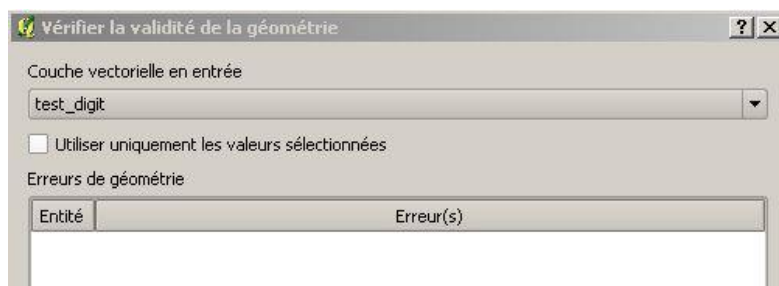 Vérifier la validité de la géométrie
Couche vectorielle en entrée
test_digit
Utiliser uniquement les valeurs sélectionnées
Erreurs de géométrie
Entité Erreur(s)